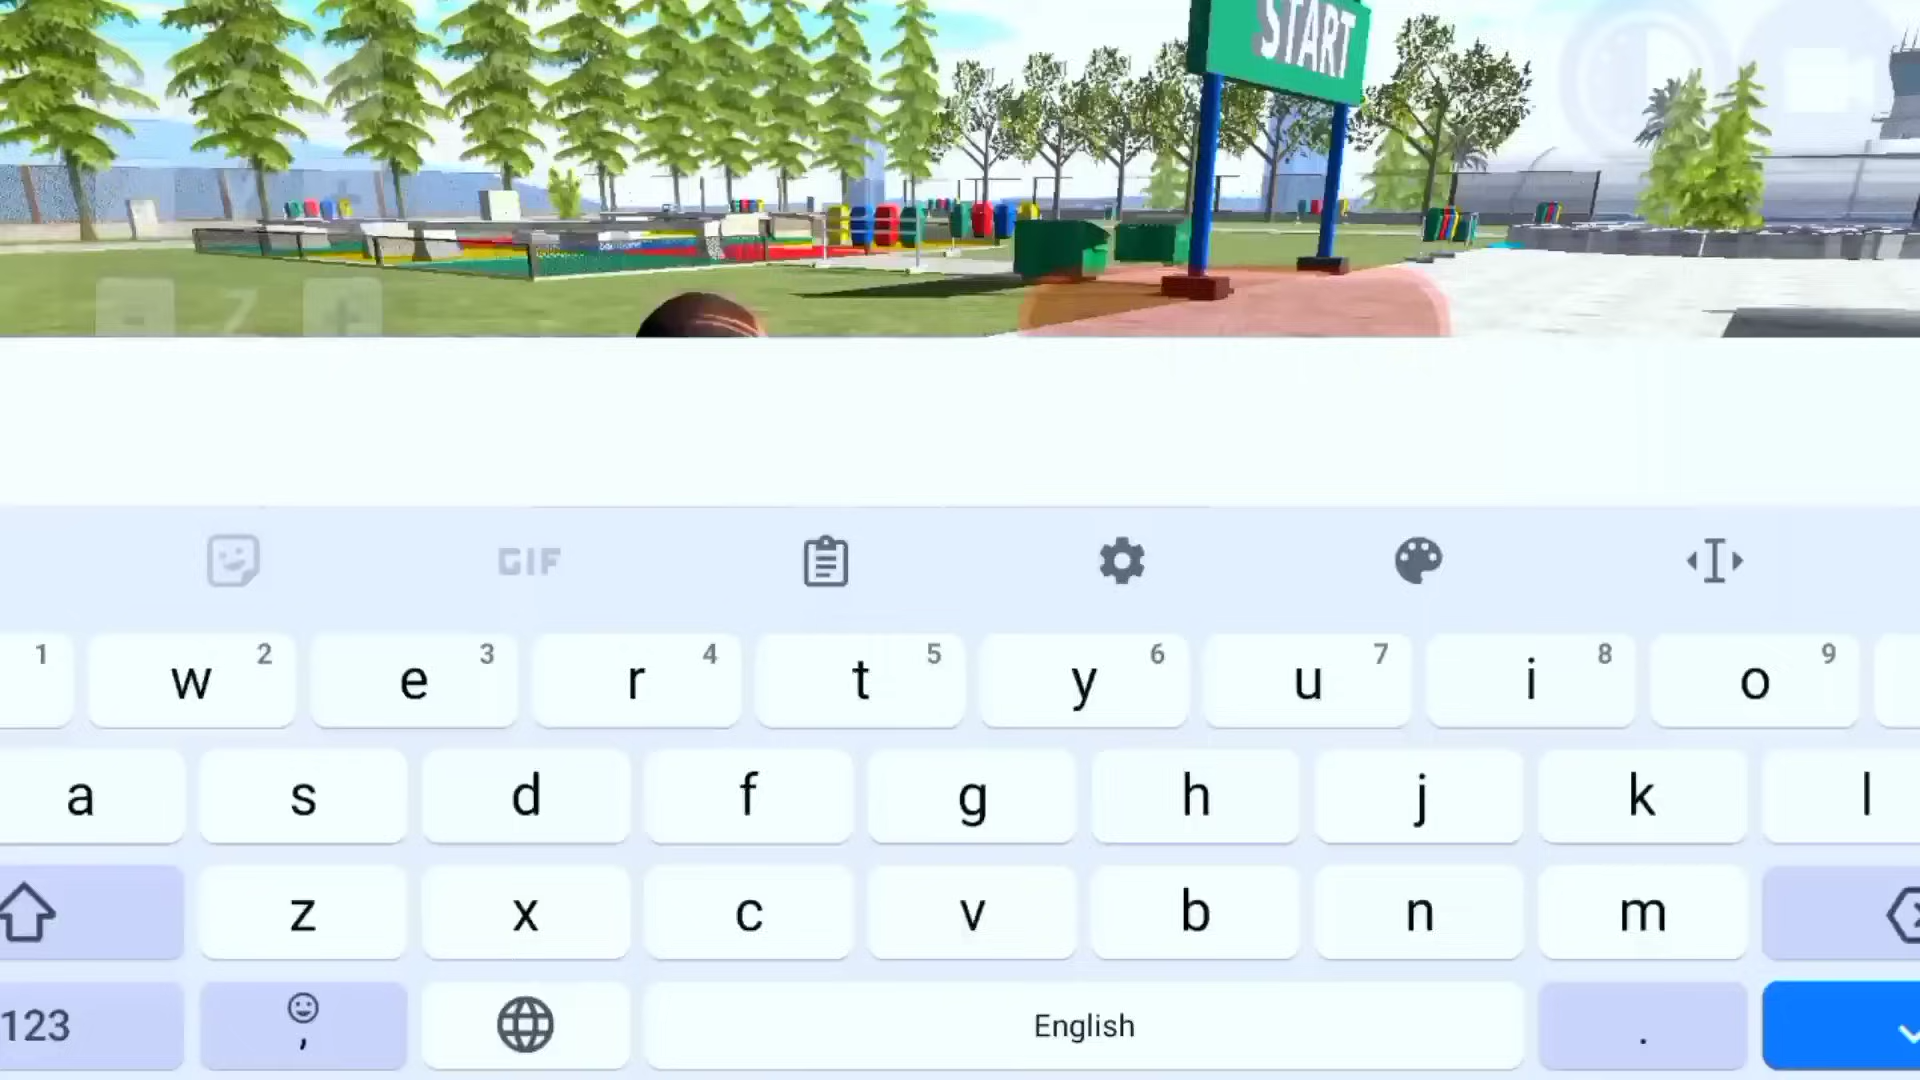 START
GIF
1 w 2 e 3 r 4 t 5 y 6 u 7 i 8 o 9
a s d f g h j k l
z x c v b n m
123 , English .